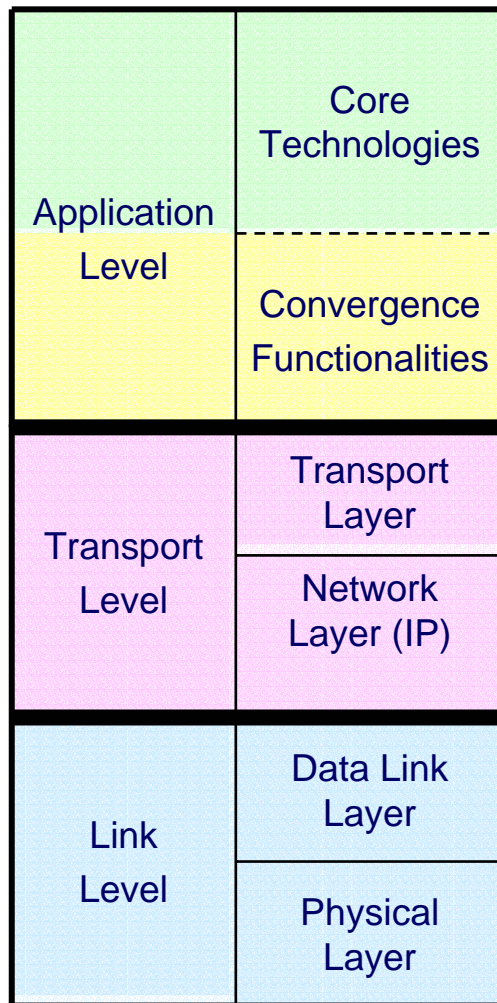 Application
Level
Core
Technologies
Convergence
Functionalities
Transport
Level
Transport
Layer
Network
Layer (IP)
Link
Level
Data Link
Layer
Physical
Layer